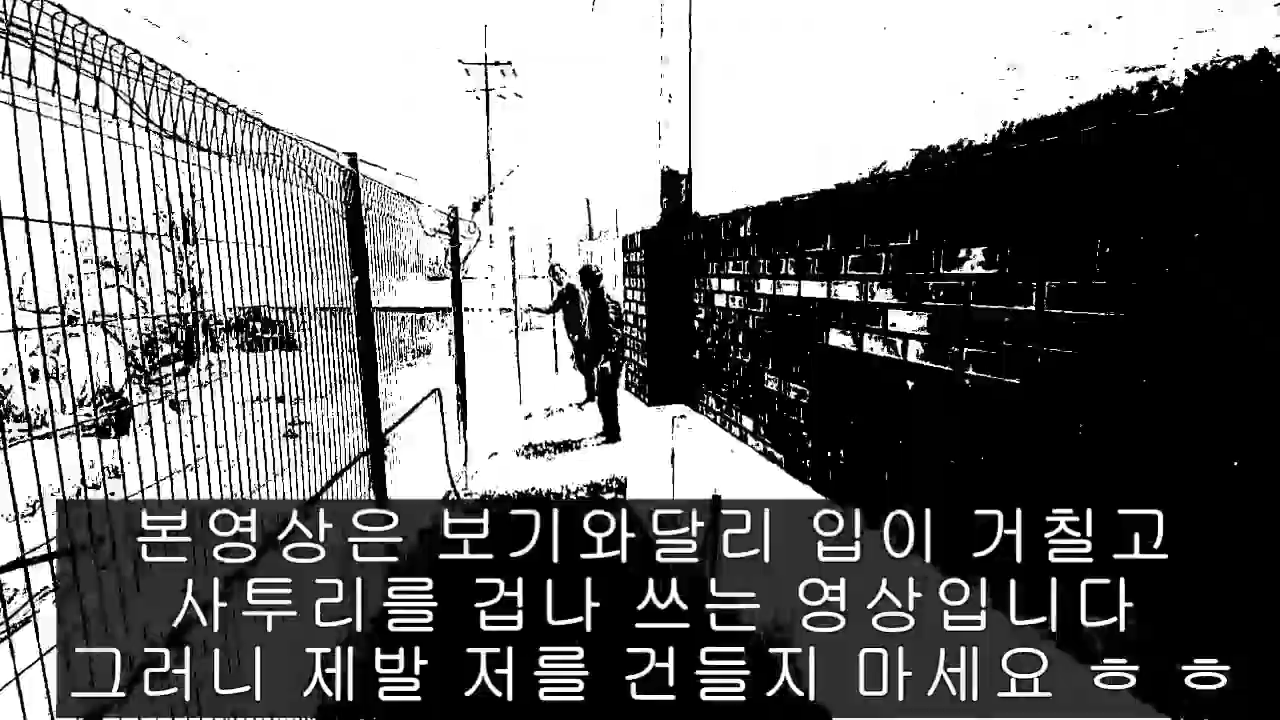 본영상은 보기와달리 입이 거칠고
사투리를 겁나 쓰는 영상입니다
그러니 제발 저를 건들지 마세요 ㅎ ㅎ